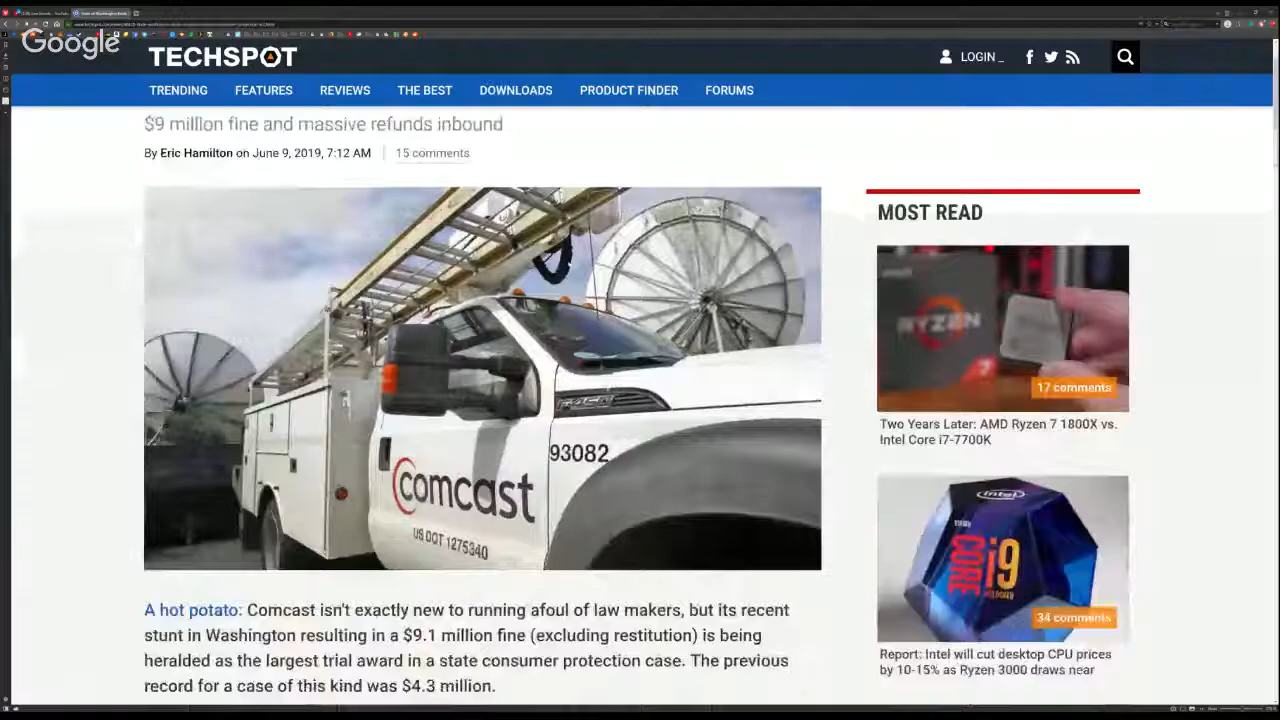 Google
TECHSPOT
LOGIN_
TRENDING FEATURES REVIEWS THE BEST DOWNLOADS PRODUCT FINDER FORUMS
$9 million fine and massive refunds inbound
By Eric Hamilton on June 9, 2019, 7:12 AM 15 comments
93082
comcast
US DOT 1275340
A hot potato: Comcast isn't exactly new to running afoul of law makers, but its recent
stunt in Washington resulting in a $9.1 million fine (excluding restitution) is being
heralded as the largest trial award in a state consumer protection case. The previous
record for a case of this kind was $4.3 million.
MOST READ
RYZEN
7
17 comments
Two Years Later: AMD Ryzen 7 1800X vs.
Intel Core i7-7700K
intel
CORE i9
34 comments
Report: Intel will cut desktop CPU prices
by 10-15% as Ryzen 3000 draws near